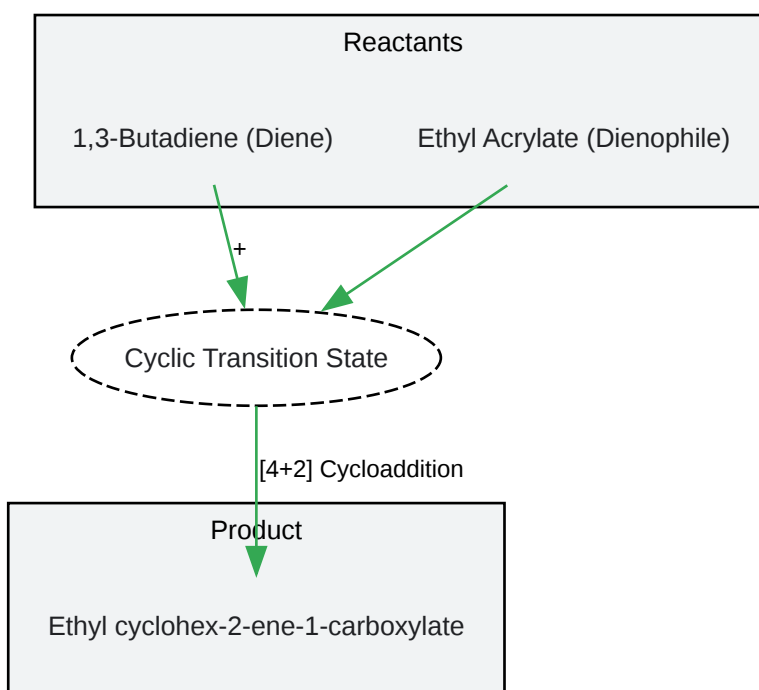 Reactants
1,3-Butadiene (Diene)
Ethyl Acrylate (Dienophile)
+
Cyclic Transition State
[4+2] Cycloaddition
Product
Ethyl cyclohex-2-ene-1-carboxylate